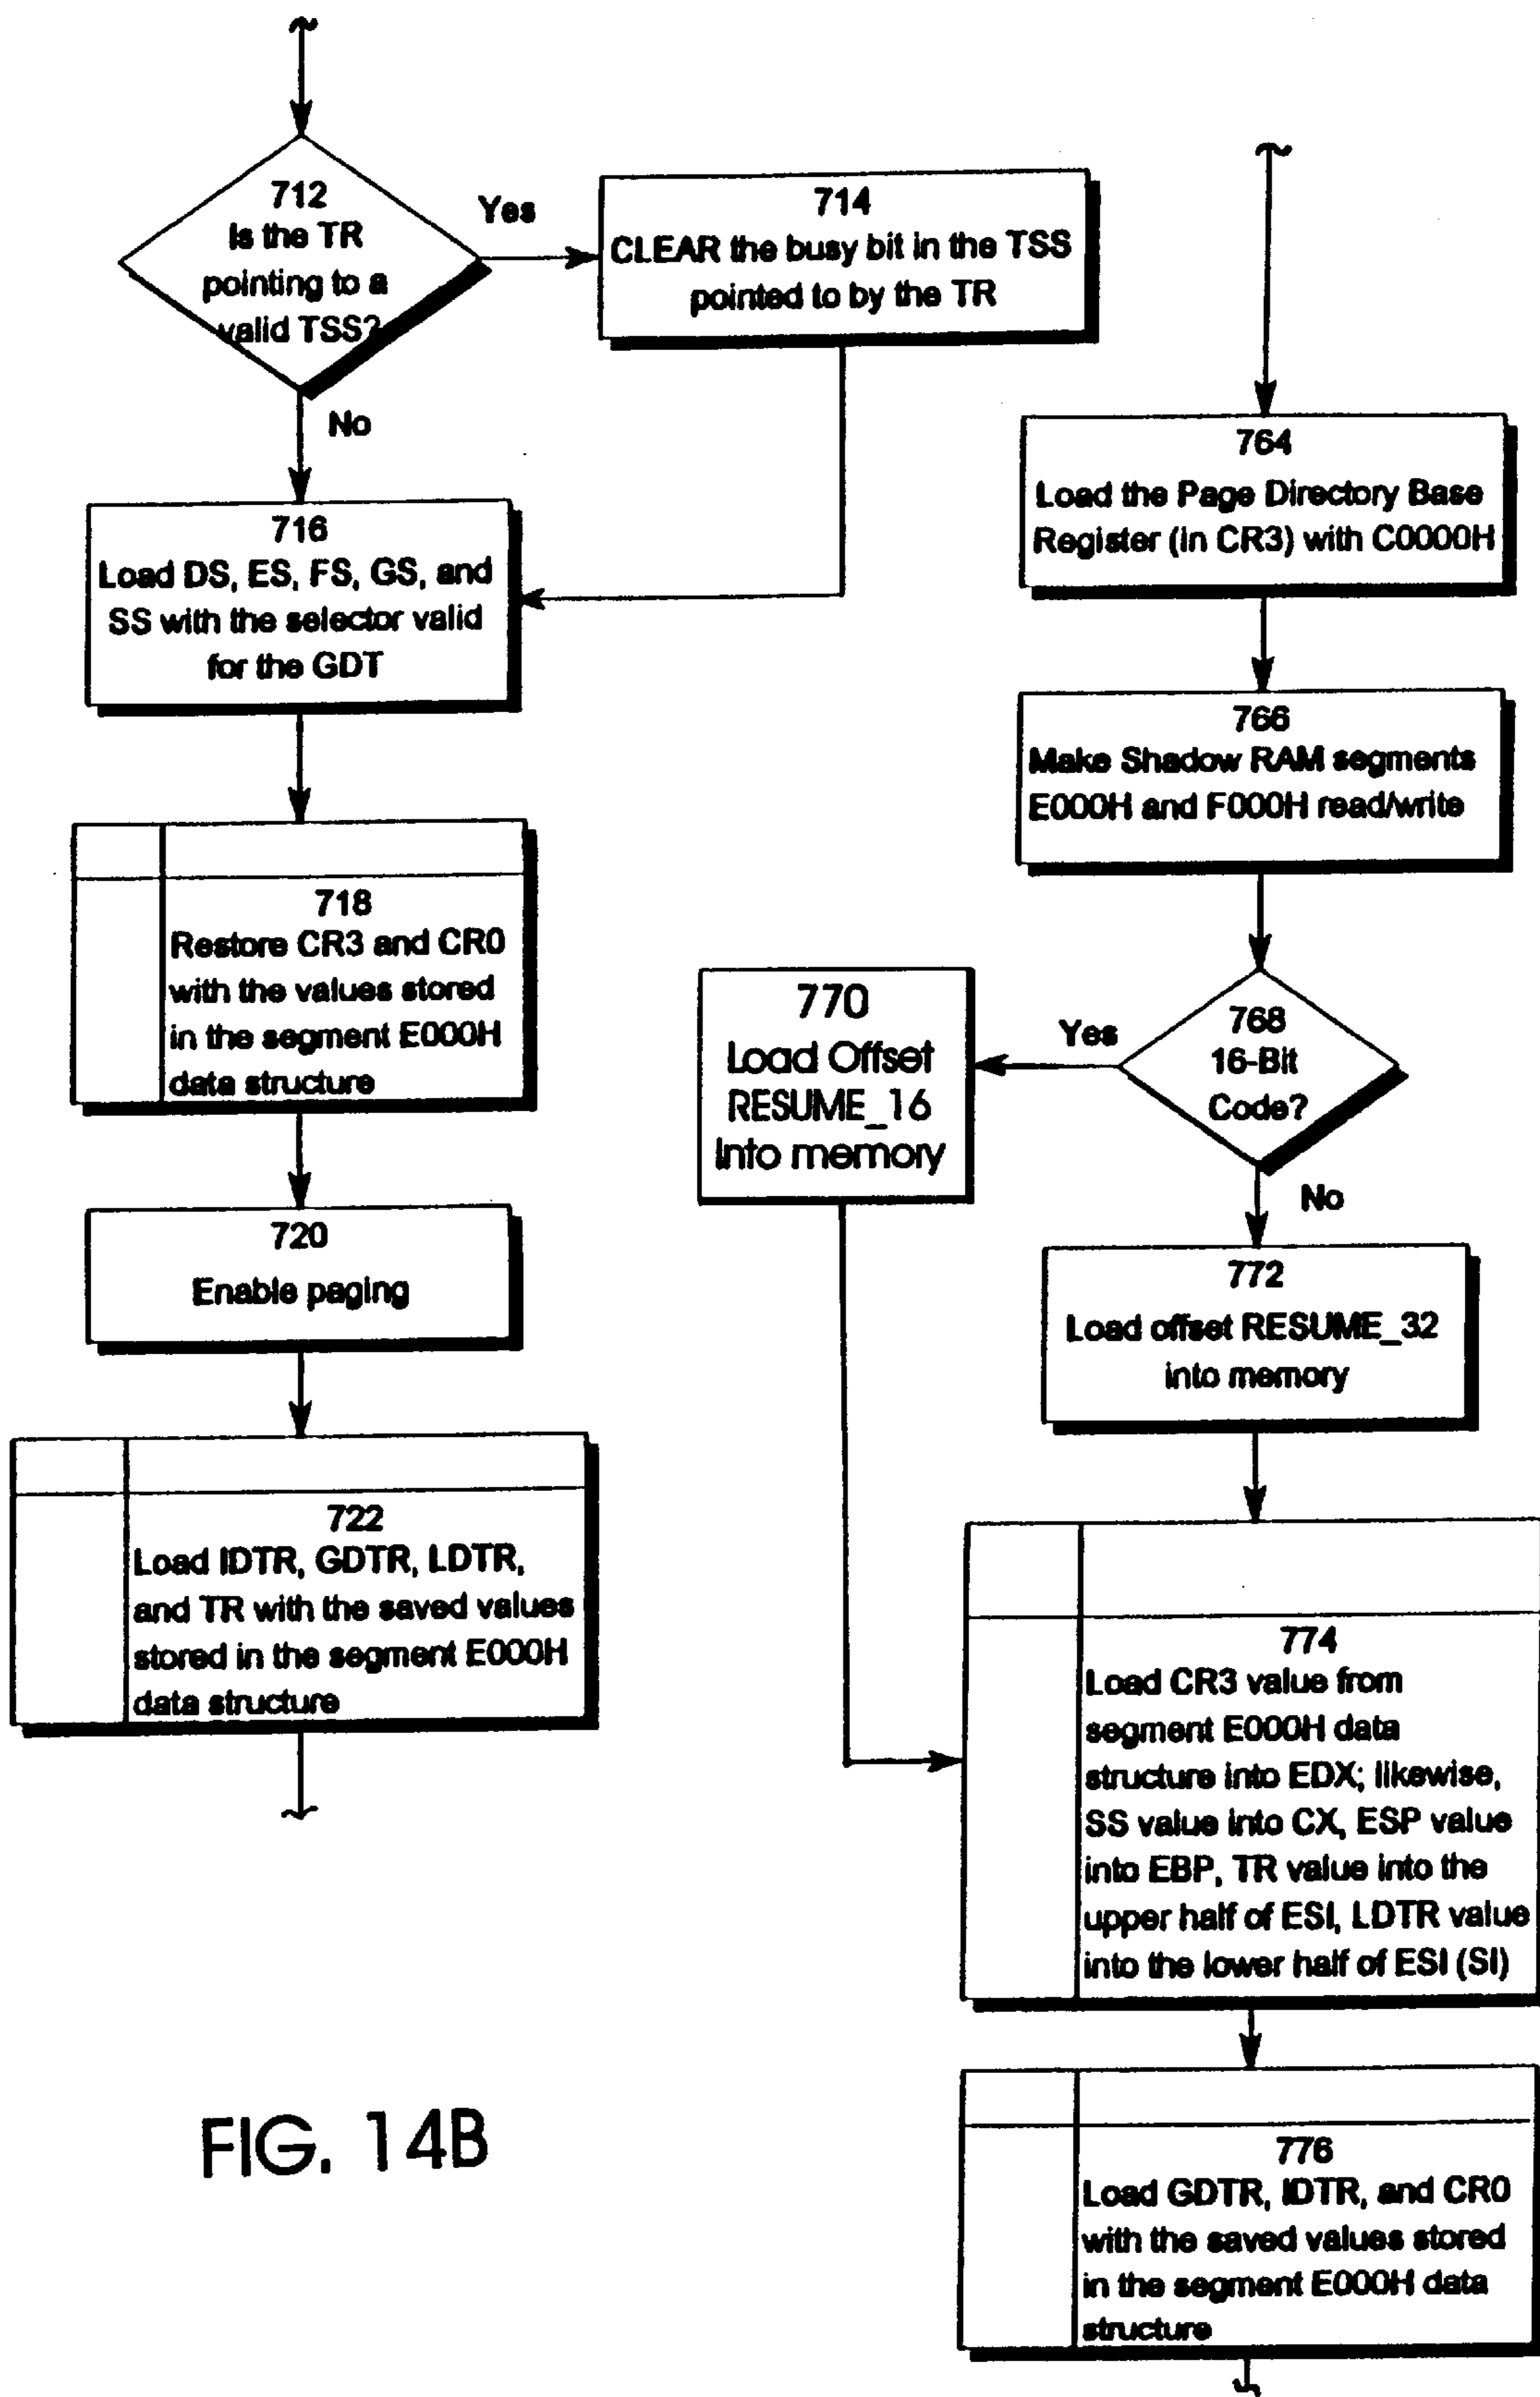 712
Is the TR
pointing to a
valid TSS?
Yes
No
714
CLEAR the busy bit in the TSS
pointed to by the TR
716
Load DS, ES, FS, GS, and
SS with the selector valid
for the GDT
718
Restore CR3 and CR0
with the values stored
in the segment E000H
data structure
720
Enable paging
722
Load IDTR, GDTR, LDTR,
and TR with the saved values
stored in the segment E000H
data structure
764
Load the Page Directory Base
Register (in CR3) with C0000H
766
Make Shadow RAM segments
E000H and F000H read/write
768
16-Bit
Code?
Yes
No
770
Load Offset
RESUME_16
Into memory
772
Load offset RESUME_32
into memory
774
Load CR3 value from
segment E000H data
structure into EDX; likewise,
SS value into CX, ESP value
into EBP, TR value into the
upper half of ESI, LDTR value
into the lower half of ESI (SI)
776
Load GDTR, IDTR, and CR0
with the saved values stored
in the segment E000H data
structure
FIG. 14B